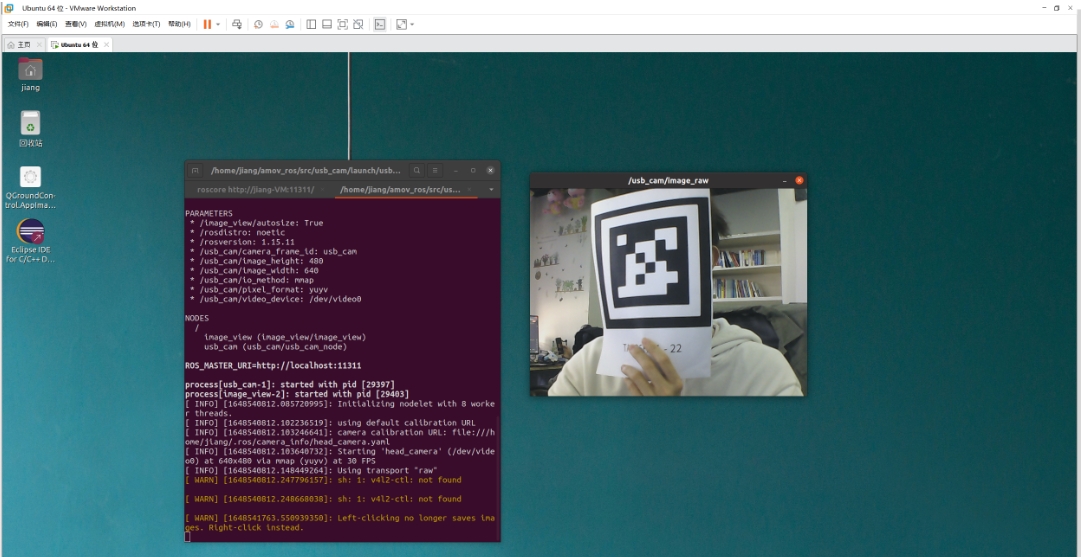 Ubuntu 64 位 - VMware Workstation
文件(F) 编辑(E) 查看(V) 虚拟机(M) 选项卡(T) 帮助(H)
主页
Ubuntu 64 位
jiang
回收站
QGroundCon-
trol.AppIma...
Eclipse IDE
for C/C++ D...
/home/jiang/amov_ros/src/usb_cam/launch/usb...
roscore http://jiang-VM:11311/
/home/jiang/amov_ros/src/us...
PARAMETERS
* /image_view/autosize: True
* /rosdistro: noetic
* /rosversion: 1.15.11
* /usb_cam/camera_frame_id: usb_cam
* /usb_cam/image_height: 480
* /usb_cam/image_width: 640
* /usb_cam/io_method: mmap
* /usb_cam/pixel_format: yuyv
* /usb_cam/video_device: /dev/video0
NODES
/
image_view (image_view/image_view)
usb_cam (usb_cam/usb_cam_node)
ROS_MASTER_URI=http://localhost:11311
process[usb_cam-1]: started with pid [29397]
process[image_view-2]: started with pid [29403]
[ INFO] [1648540812.085720995]: Initializing nodelet with 8 worke
r threads.
[ INFO] [1648540812.102236519]: using default calibration URL
[ INFO] [1648540812.103246641]: camera calibration URL: file:///h
ome/jiang/.ros/camera_info/head_camera.yaml
[ INFO] [1648540812.103640732]: Starting 'head_camera' (/dev/vide
o0) at 640x480 via mmap (yuyv) at 30 FPS
[ INFO] [1648540812.148449264]: Using transport "raw"
[ WARN] [1648540812.247796157]: sh: 1: v4l2-ctl: not found
[ WARN] [1648540812.248668038]: sh: 1: v4l2-ctl: not found
[ WARN] [1648541763.550939350]: Left-clicking no longer saves ima
ges. Right-click instead.
/usb_cam/image_raw
- 22